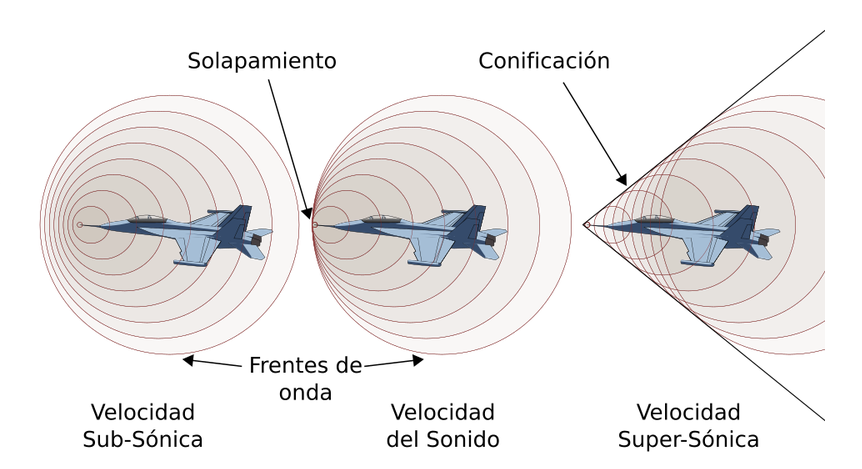 Solapamiento
Conificación
Frentes de
onda
Velocidad
Sub-Sónica
Velocidad
del Sonido
Velocidad
Super-Sónica